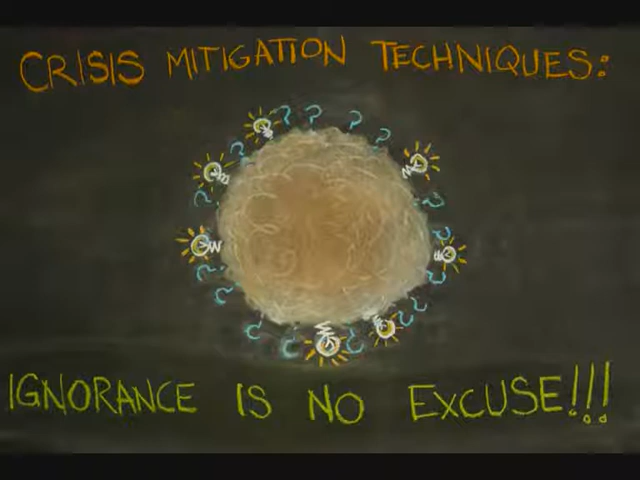 CRISIS MITIGATION TECHNIQUES:
? ? ? ? ? ? ? ? ? ? ? ? ? ? ? ?
IGNORANCE IS NO EXCUSE!!!